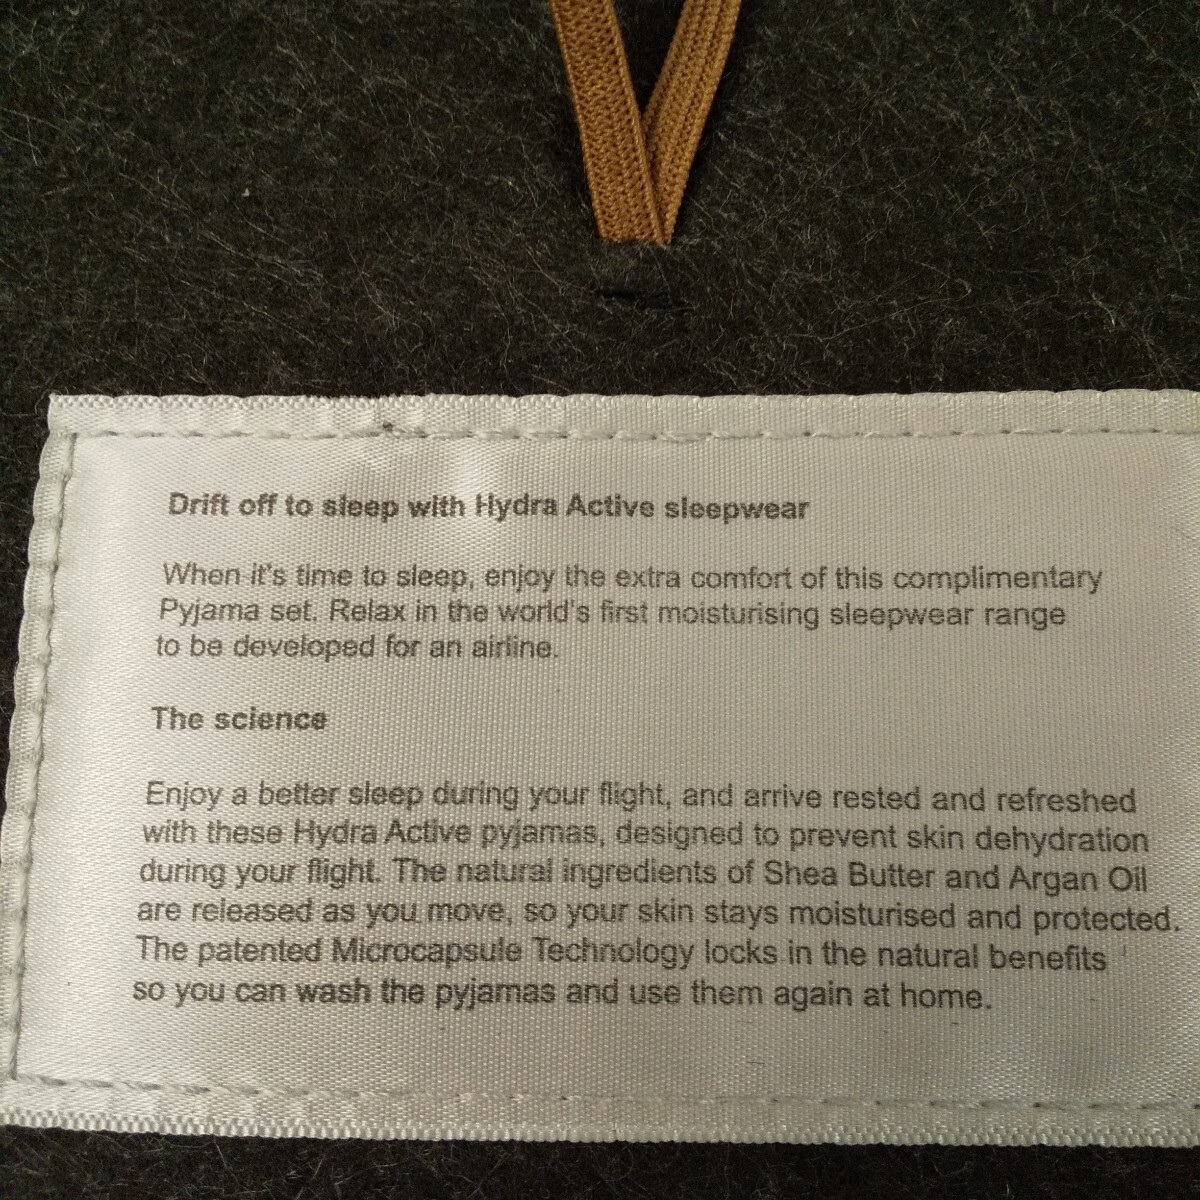 Drift off to sleep with Hydra Active sleepwear
When it's time to sleep, enjoy the extra comfort of this complimentary
Pyjama set. Relax in the world's first moisturising sleepwear range
to be developed for an airline.
The science
Enjoy a better sleep during your flight, and arrive rested and refreshed
with these Hydra Active pyjamas, designed to prevent skin dehydration
during your flight. The natural ingredients of Shea Butter and Argan Oil
are released as you move, so your skin stays moisturised and protected.
The patented Microcapsule Technology locks in the natural benefits
so you can wash the pyjamas and use them again at home.